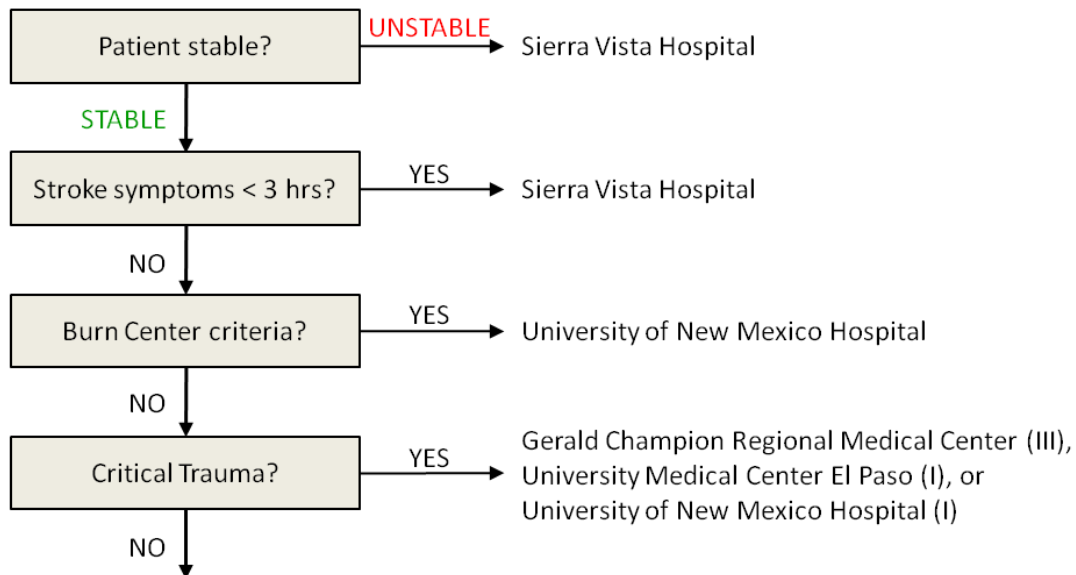 Patient stable?
UNSTABLE
Sierra Vista Hospital
STABLE
Stroke symptoms < 3 hrs?
YES
Sierra Vista Hospital
NO
Burn Center criteria?
YES
University of New Mexico Hospital
NO
Critical Trauma?
YES
Gerald Champion Regional Medical Center (III),
University Medical Center El Paso (I), or
University of New Mexico Hospital (I)
NO